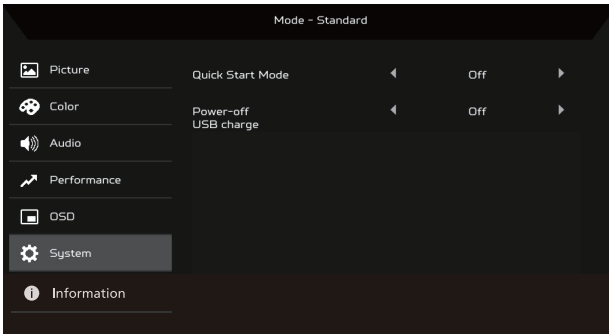 Mode - Standard
Picture
Color
Audio
Performance
OSD
System
Information
Quick Start Mode Off
Power-off Off
USB charge